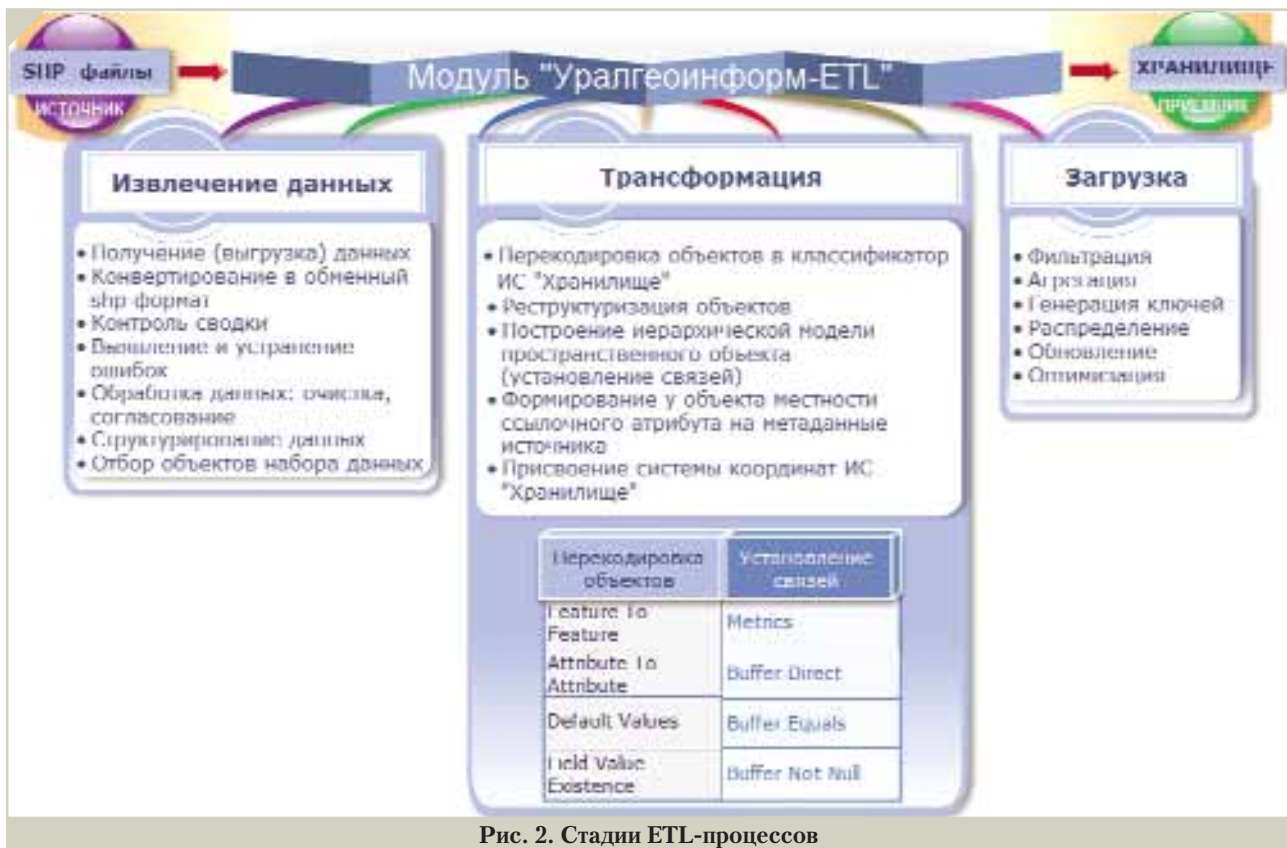 SHP файлы
ИСТОЧНИК
Модуль "Уралгеоинформ-ETL"
ХРАНИЛИЩЕ
ПРИЕМНИК
Извлечение данных
• Получение (выгрузка) данных
• Конвертирование в обменный
shp формат
• Контроль сводки
• Выявление и устранение
ошибок
• Обработка данных: очистка,
согласование
• Структурирование данных
• Отбор объектов набора данных
Трансформация
• Перекодировка объектов в классификатор
ИС "Хранилище"
• Реструктуризация объектов
• Построение иерархической модели
пространственного объекта
(установление связей)
• Формирование у объекта местности
ссылочного атрибута на метаданные
источника
• Присвоение системы координат ИС
"Хранилище"
Перекодировка
объектов
Установление
связей
Feature To
Feature
Metrics
Attribute To
Attribute
Buffer Direct
Default Values
Buffer Equals
Field Value
Existence
Buffer Not Null
Загрузка
• Фильтрация
• Агрегация
• Генерация ключей
• Распределение
• Обновление
• Оптимизация
Рис. 2. Стадии ETL-процессов